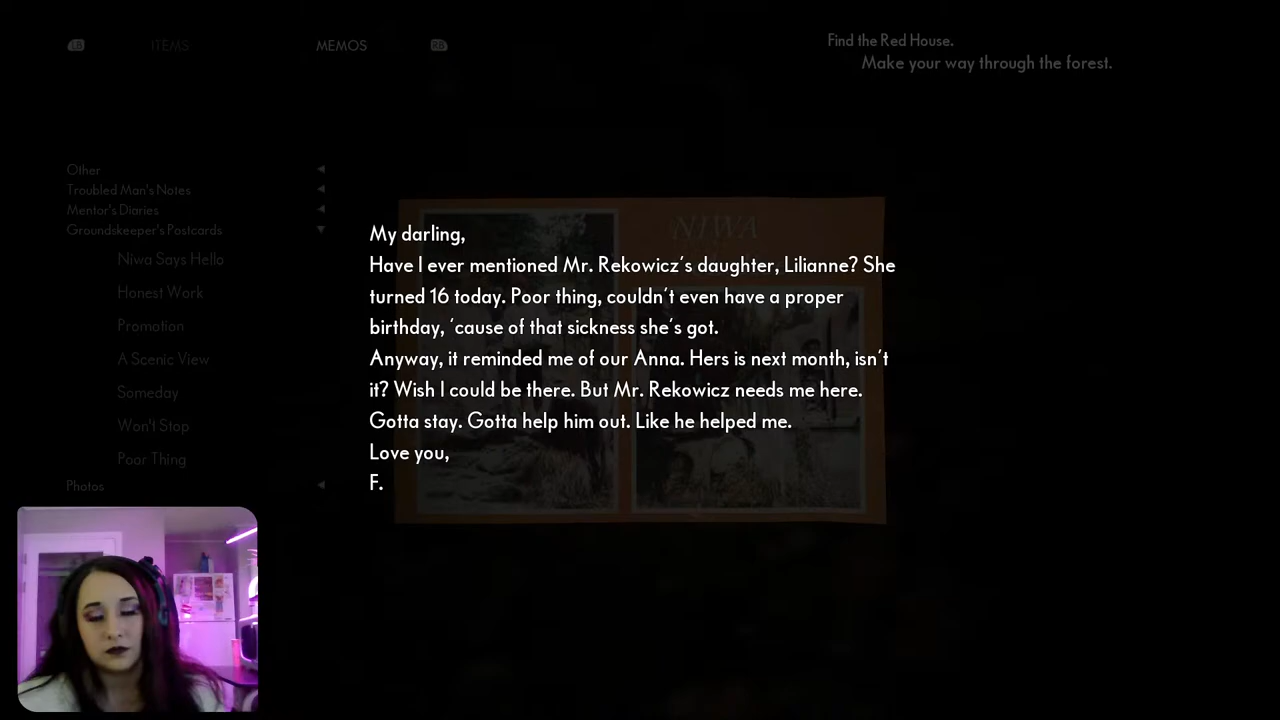 LB
ITEMS
MEMOS
RB
Find the Red House.
Make your way through the forest.
Other
Troubled Man's Notes
Mentor's Diaries
Groundskeeper's Postcards
Niwa Says Hello
Honest Work
Promotion
A Scenic View
Someday
Won't Stop
Poor Thing
Photos
NIWA
My darling,
Have I ever mentioned Mr. Rekowicz's daughter, Lilianne? She
turned 16 today. Poor thing, couldn't even have a proper
birthday, 'cause of that sickness she's got.
Anyway, it reminded me of our Anna. Hers is next month, isn't
it? Wish I could be there. But Mr. Rekowicz needs me here.
Gotta stay. Gotta help him out. Like he helped me.
Love you,
F.